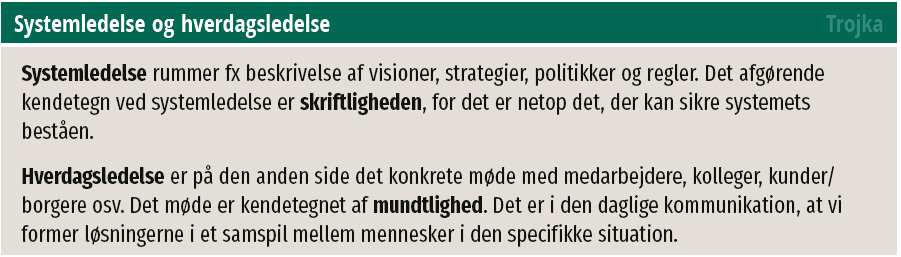 Systemledelse og hverdagsledelse Trojka
Systemledelse rummer fx beskrivelse af visioner, strategier, politikker og regler. Det afgørende
kendetegn ved systemledelse er skriftligheden, for det er netop det, der kan sikre systemets
beståen.
Hverdagsledelse er på den anden side det konkrete møde med medarbejdere, kolleger, kunder/
borgere osv. Det møde er kendetegnet af mundtlighed. Det er i den daglige kommunikation, at vi
former løsningerne i et samspil mellem mennesker i den specifikke situation.